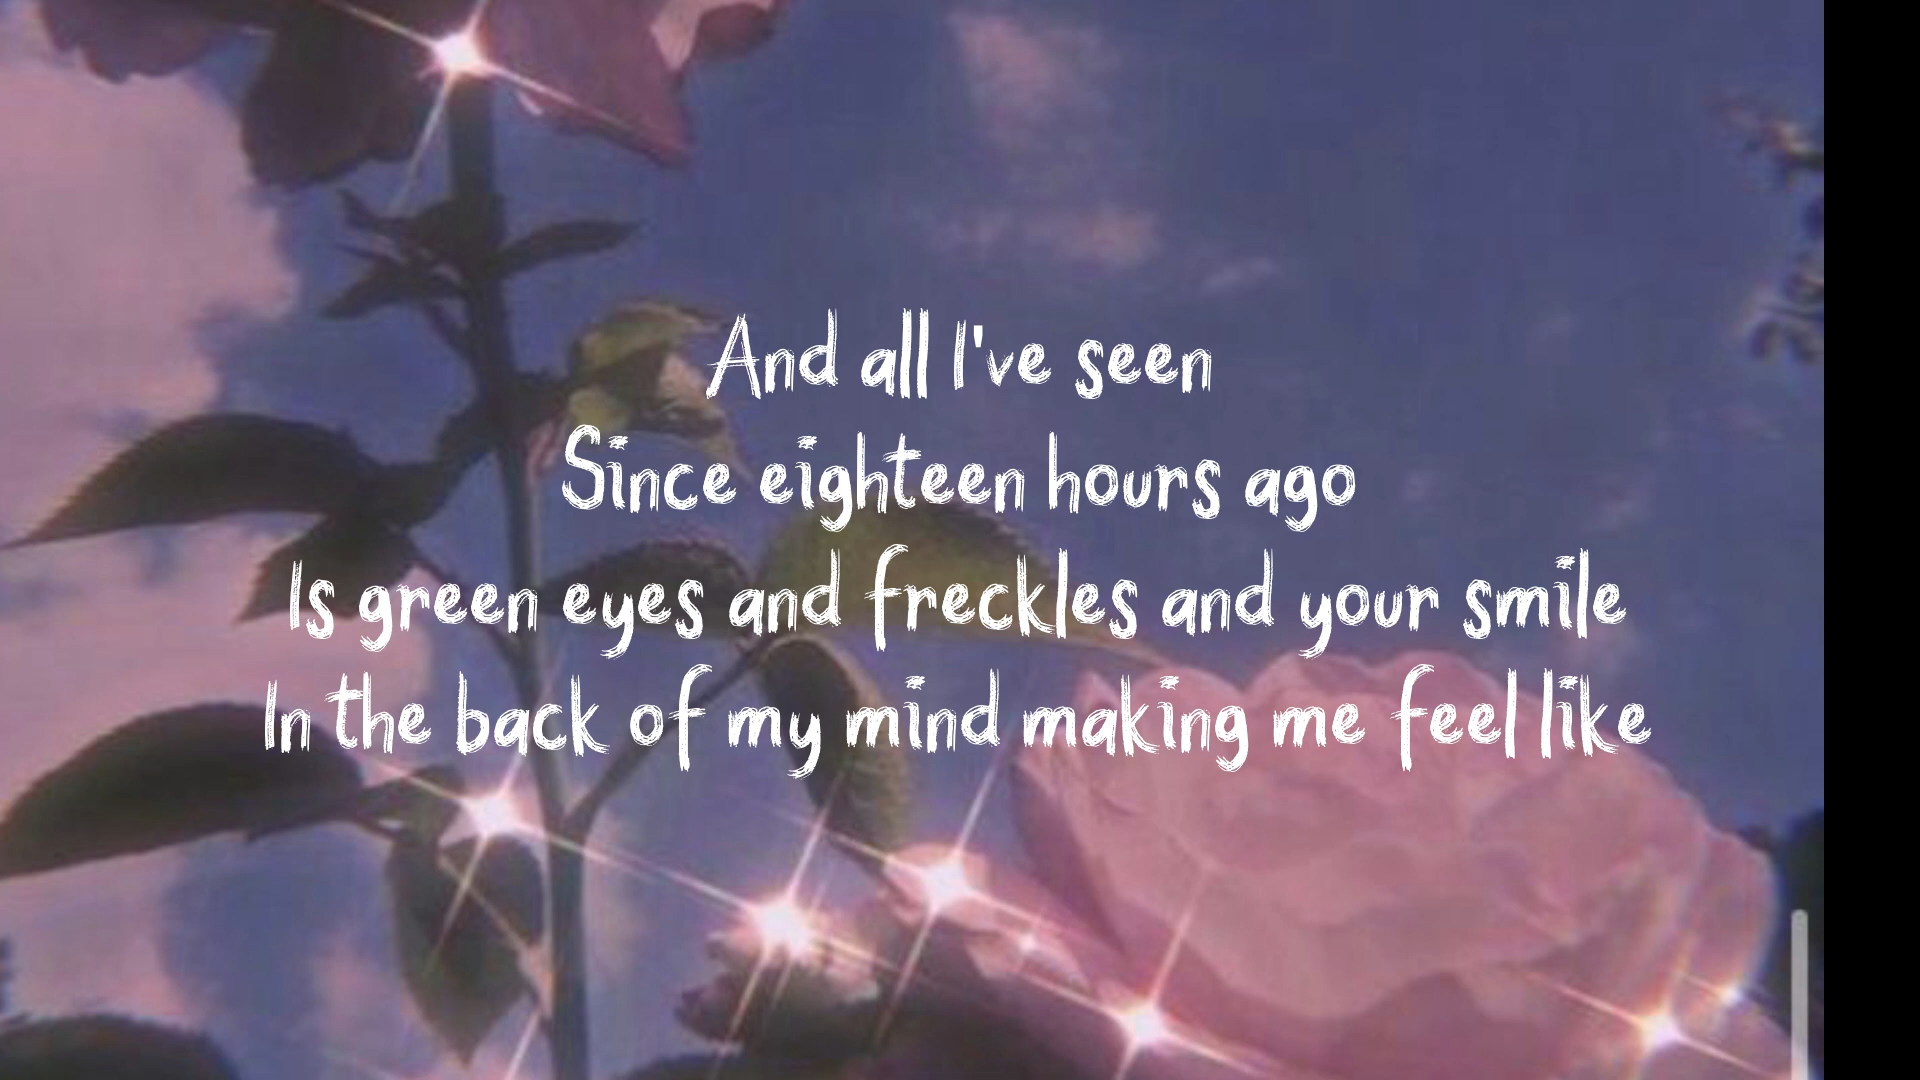 And all I've seen
Since eighteen hours ago
Is green eyes and freckles and your smile
In the back of my mind making me feel like